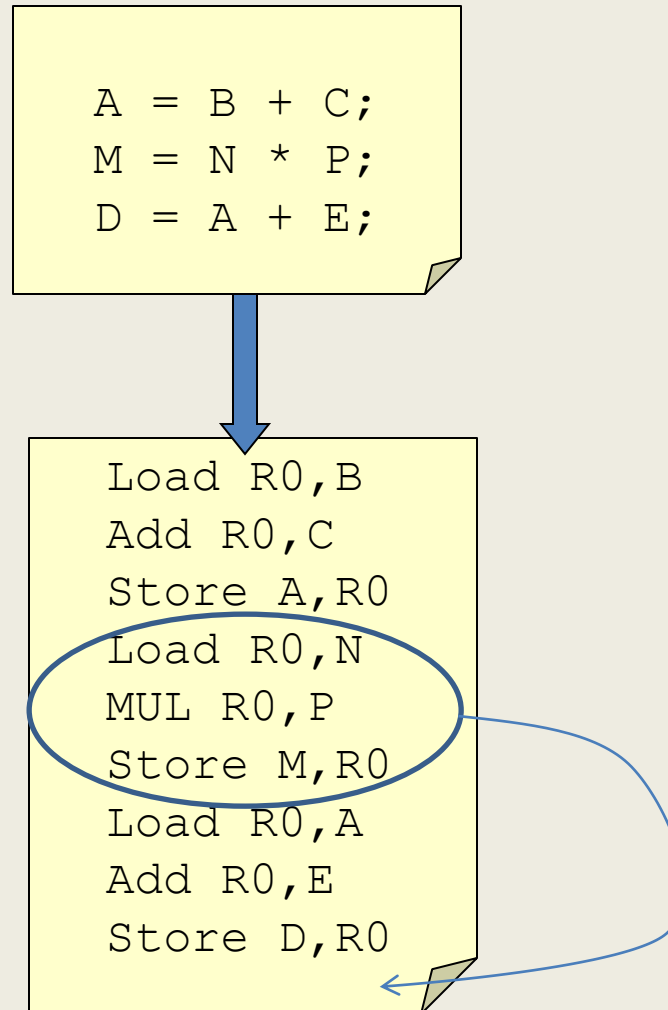 A = B + C;
M = N * P;
D = A + E;
Load R0,B
Add R0,C
Store A,R0
Load R0,N
MUL R0,P
Store M,R0
Load R0,A
Add R0,E
Store D,R0